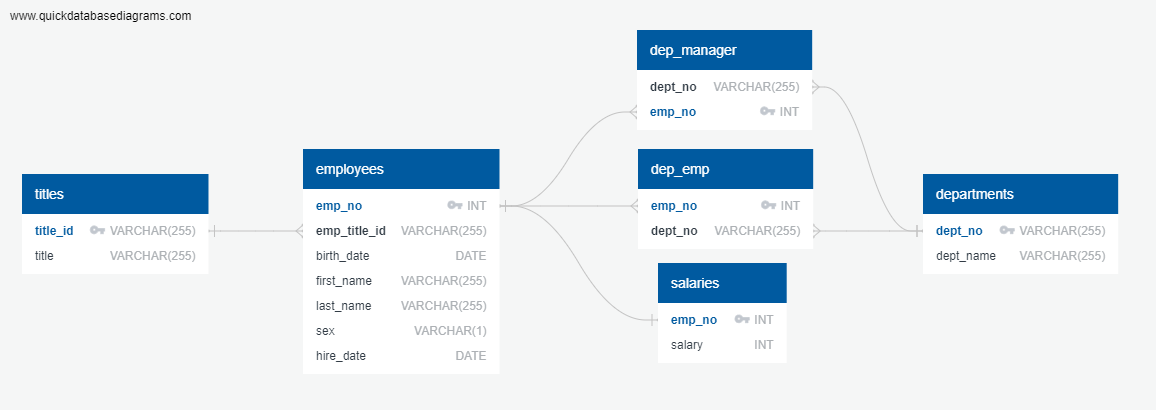 www.quickdatabasediagrams.com
titles
title_id VARCHAR(255)
title VARCHAR(255)
employees
emp_no INT
emp_title_id VARCHAR(255)
birth_date DATE
first_name VARCHAR(255)
last_name VARCHAR(255)
sex VARCHAR(1)
hire_date DATE
dep_manager
dept_no VARCHAR(255)
emp_no INT
dep_emp
emp_no INT
dept_no VARCHAR(255)
salaries
emp_no INT
salary INT
departments
dept_no VARCHAR(255)
dept_name VARCHAR(255)